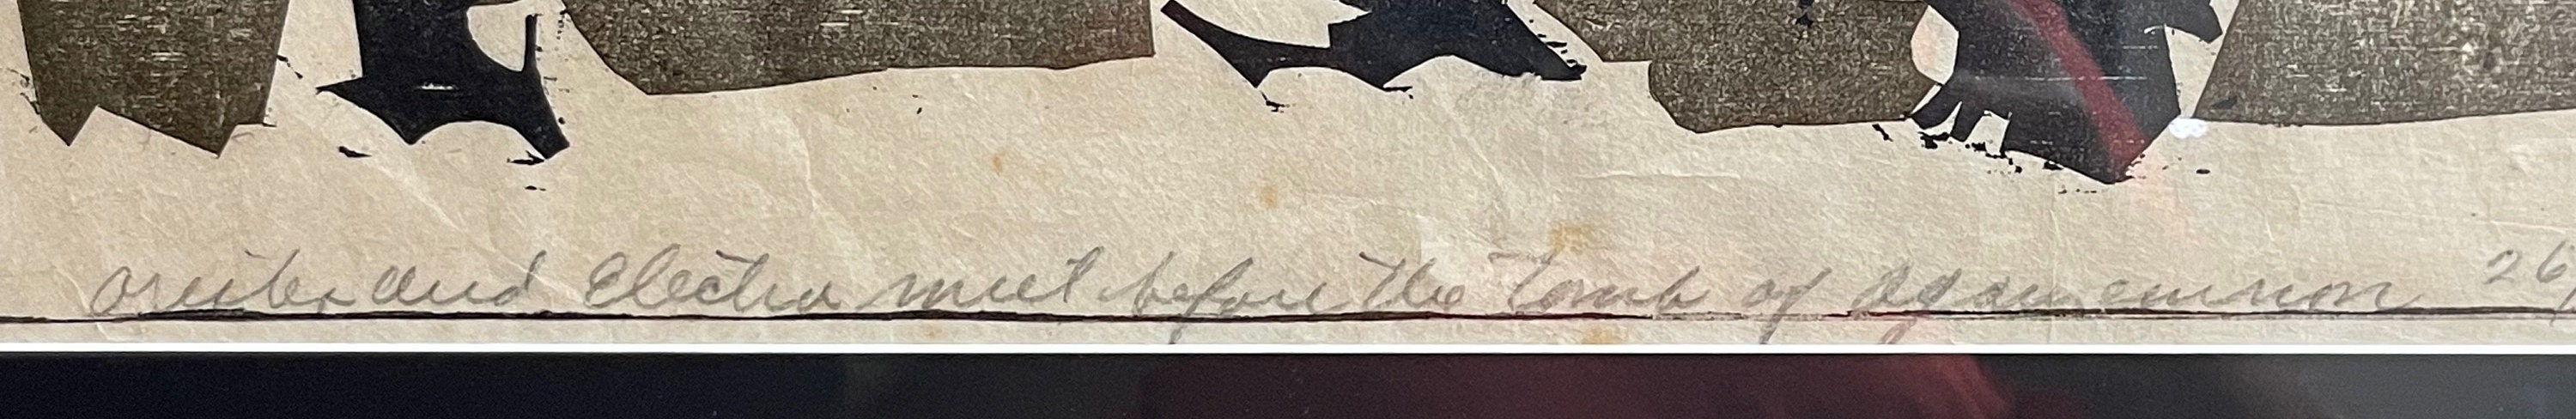 Orestes and Electra meet before the Tomb of Agamemnon 26/